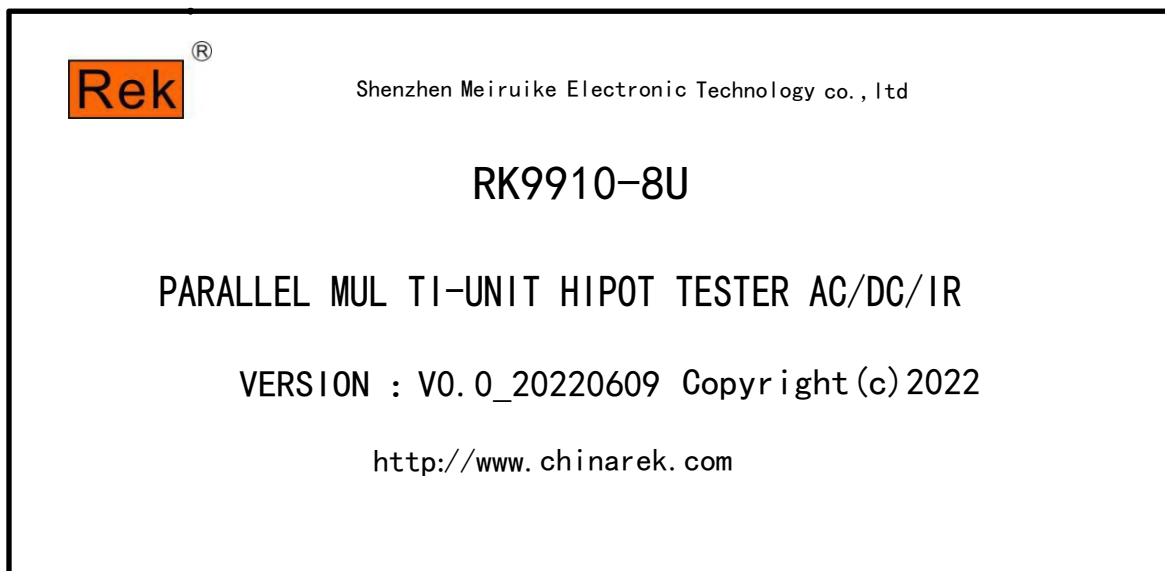 Rek ®
Shenzhen Meiruike Electronic Technology co.,ltd
RK9910-8U
PARALLEL MUL TI-UNIT HIPOT TESTER AC/DC/IR
VERSION : V0.0_20220609 Copyright(c)2022
http://www.chinarek.com